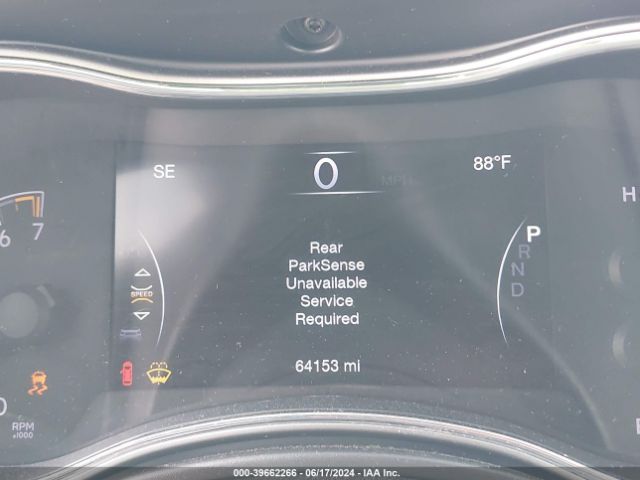 SE
0
MPH
88°F
H
6 7
P
R
N
D
Rear
ParkSense
Unavailable
Service
Required
SPEED
64153 mi
0
RPM
x1000
000-39662266 - 06/17/2024 - IAA Inc.